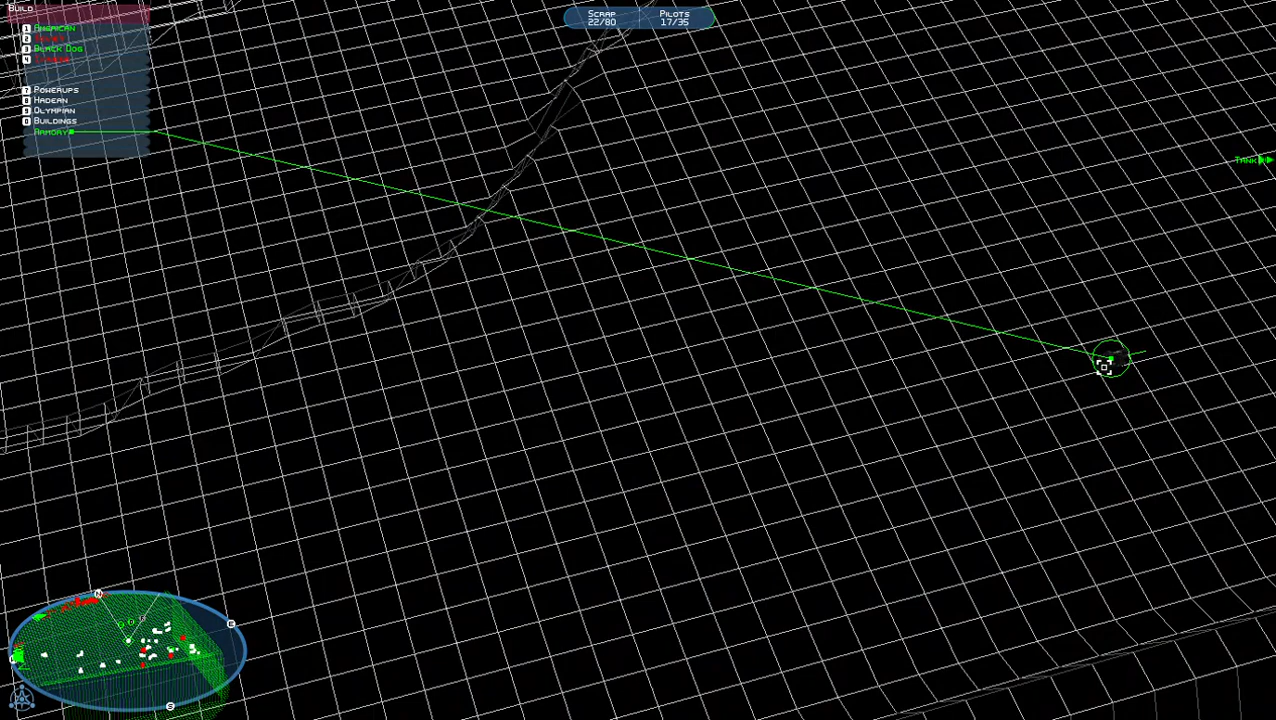 Build
Scrap
22/80
Pilots
17/35
1 American
2
3 Black Dog
4
7 Powerups
8 Hadean
9 Olympian
0 Buildings
Armory
Tank
N
E
S